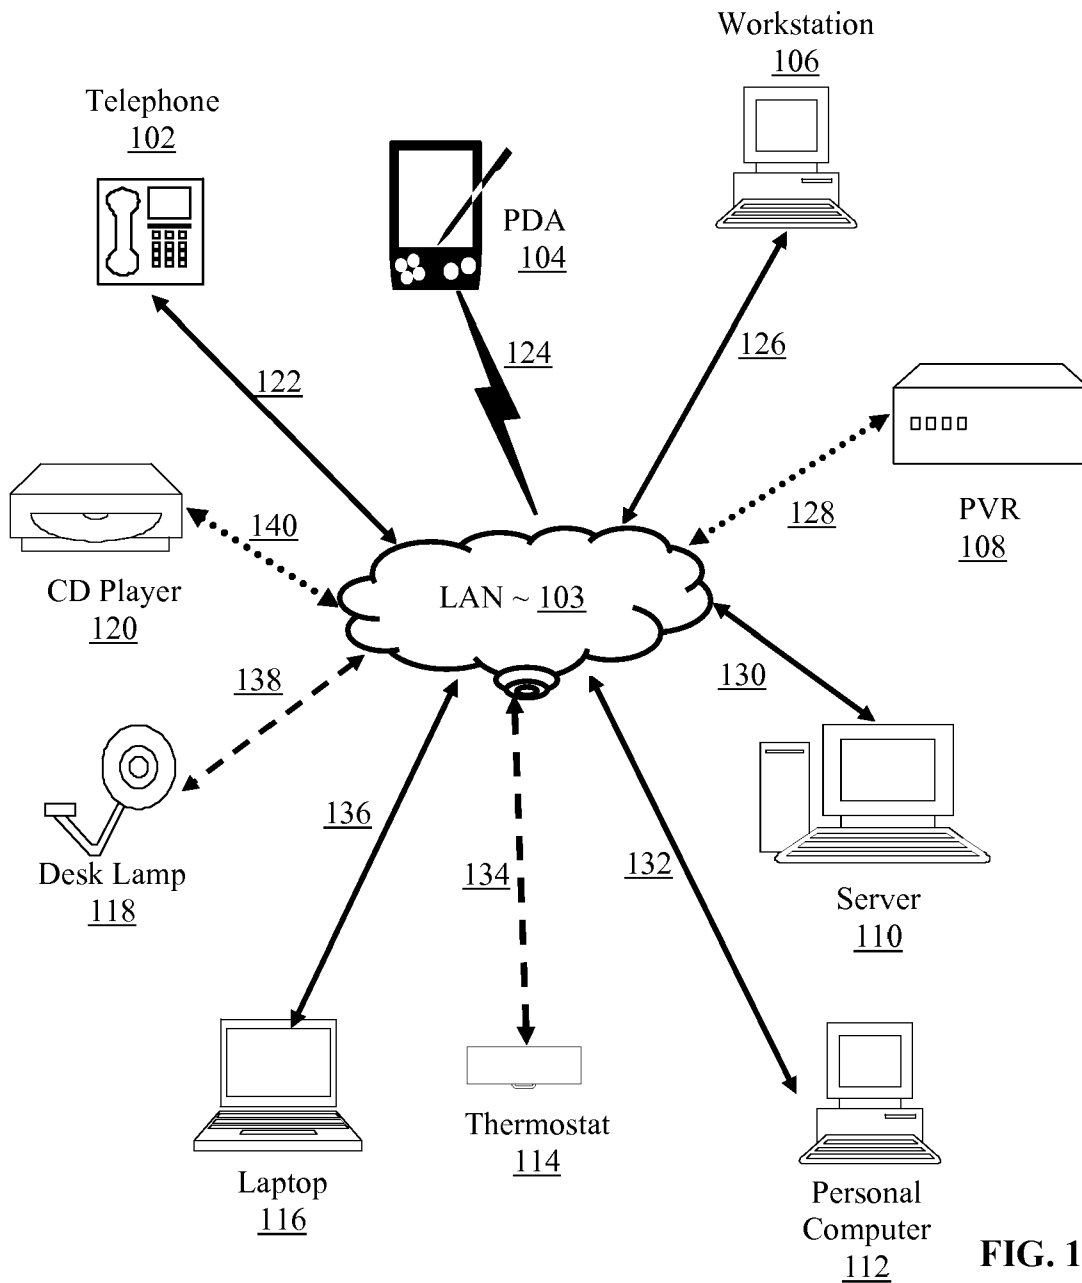 Workstation
106
Telephone
102
PDA
104
124
126
122
128
PVR
108
140
CD Player
120
LAN ~ 103
138
130
136
134
132
Desk Lamp
118
Server
110
Thermostat
114
Laptop
116
Personal
Computer
112
FIG. 1